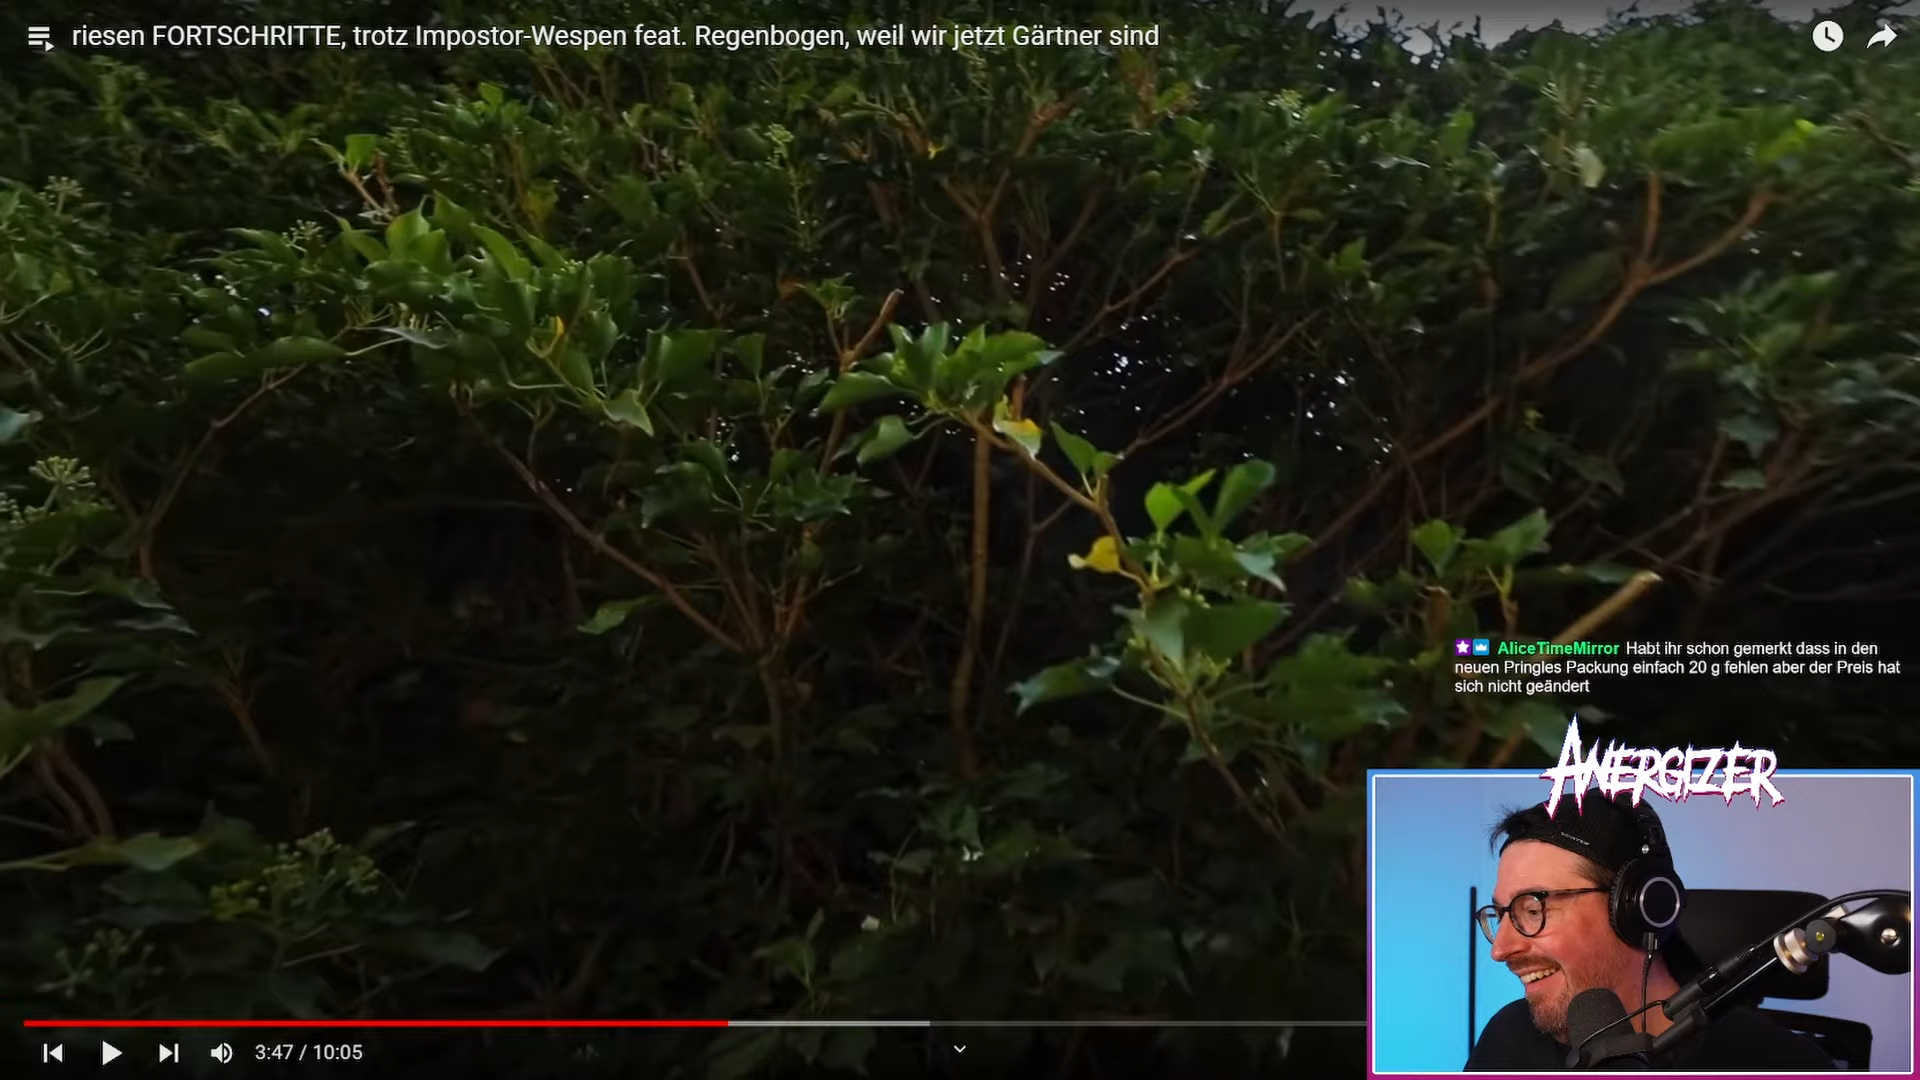 riesen FORTSCHRITTE, trotz Impostor-Wespen feat. Regenbogen, weil wir jetzt Gärtner sind
AliceTimeMirror Habt ihr schon gemerkt dass in den
neuen Pringles Packung einfach 20 g fehlen aber der Preis hat
sich nicht geändert
ANERGIZER
3:47 / 10:05